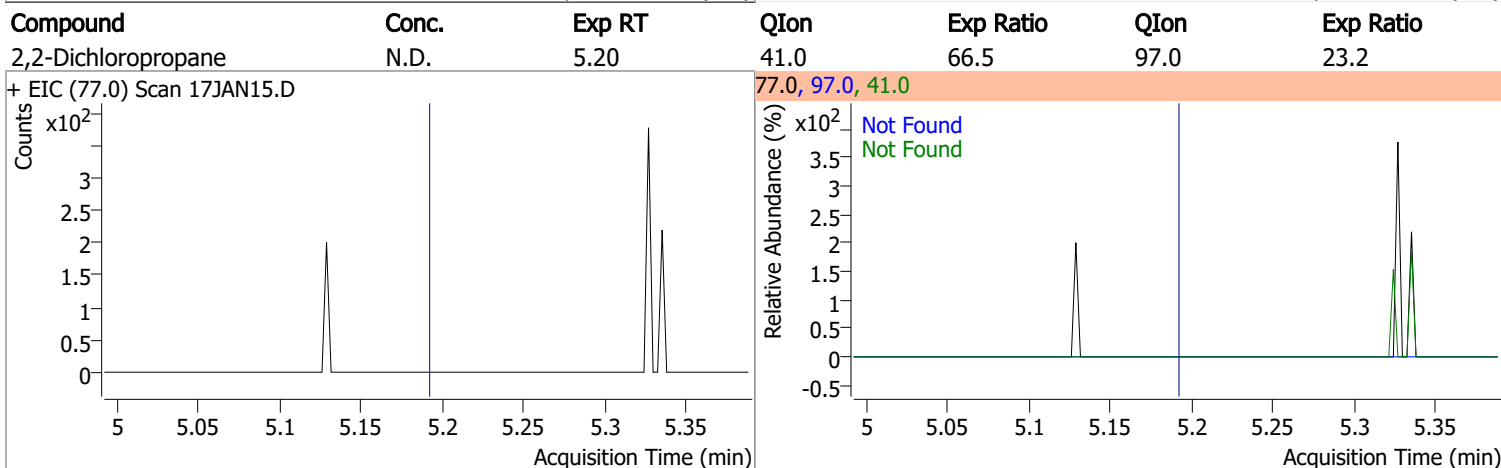 Compound Conc. Exp RT QIon Exp Ratio QIon Exp Ratio
2,2-Dichloropropane N.D. 5.20 41.0 66.5 97.0 23.2
+ EIC (77.0) Scan 17JAN15.D
Counts
x102
3
2.5
2
1.5
1
0.5
0
5 5.05 5.1 5.15 5.2 5.25 5.3 5.35
Acquisition Time (min)
77.0, 97.0, 41.0
Relative Abundance (%)
x102
Not Found
Not Found
3.5
3
2.5
2
1.5
1
0.5
0
-0.5
5 5.05 5.1 5.15 5.2 5.25 5.3 5.35
Acquisition Time (min)